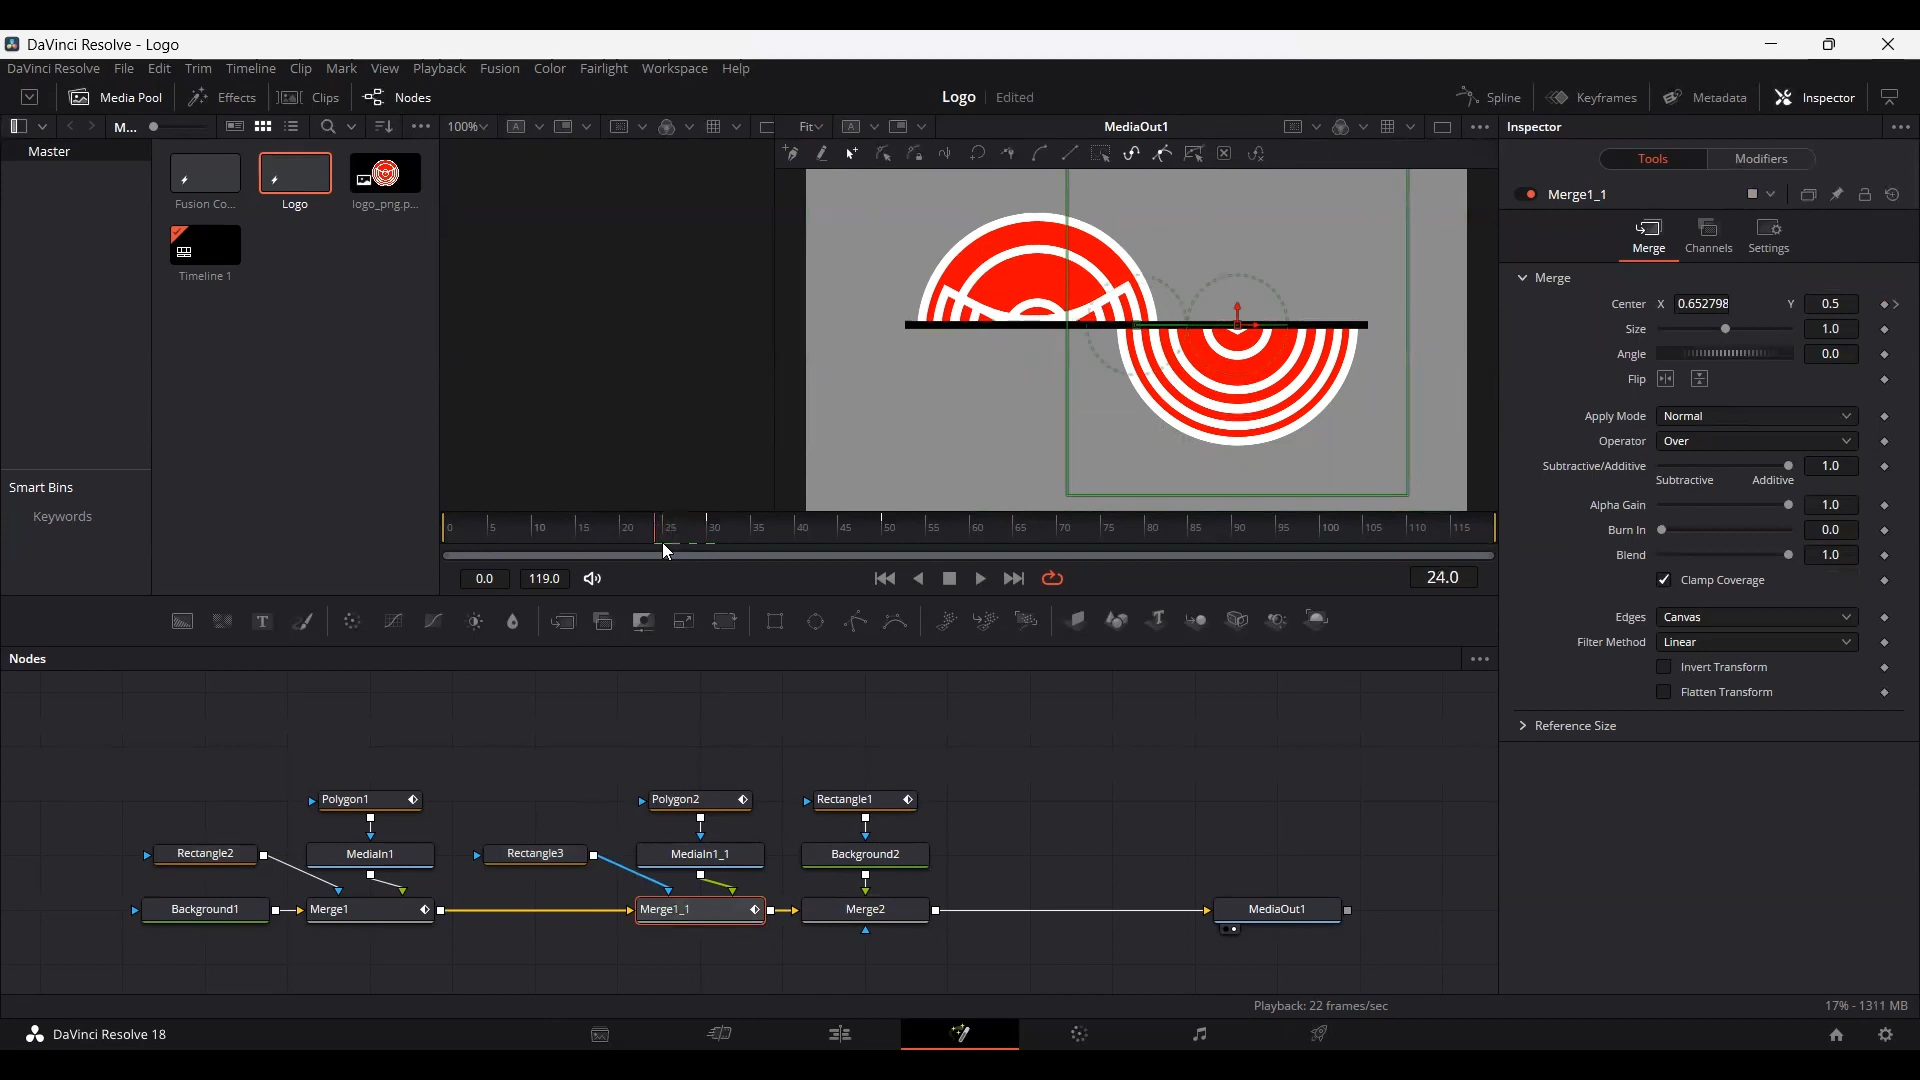 DaVinci Resolve - Logo
DaVinci Resolve File Edit Trim Timeline Clip Mark View Playback Fusion Color Fairlight Workspace Help
Media Pool Effects Clips Nodes Logo Edited Spline Keyframes Metadata Inspector
M... 100% Fit MediaOut1 Inspector
Master
Fusion Co... Logo logo_png.p...
Timeline 1
Smart Bins
Keywords
Tools Modifiers
Merge1_1
Merge Channels Settings
Merge
Center X 0.652798 Y 0.5
Size 1.0
Angle 0.0
Flip
Apply Mode Normal
Operator Over
Subtractive/Additive 1.0
Subtractive Additive
Alpha Gain 1.0
Burn In 0.0
Blend 1.0
Clamp Coverage
Edges Canvas
Filter Method Linear
Invert Transform
Flatten Transform
Reference Size
0 5 10 15 20 25 30 35 40 45 50 55 60 65 70 75 80 85 90 95 100 105 110 115
0.0 119.0 24.0
Nodes
Polygon1 Polygon2 Rectangle1
Rectangle2 MediaIn1 Rectangle3 MediaIn1_1 Background2
Background1 Merge1 Merge1_1 Merge2 MediaOut1
Playback: 22 frames/sec 17% - 1311 MB
DaVinci Resolve 18